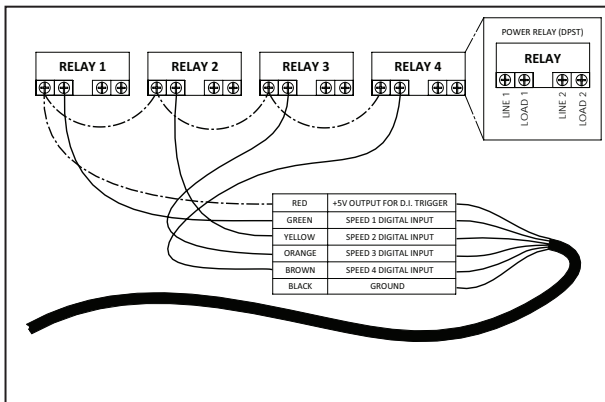 POWER RELAY (DPST)
RELAY 1
RELAY 2
RELAY 3
RELAY 4
RELAY
LINE 1
LOAD 1
LINE 2
LOAD 2
RED +5V OUTPUT FOR D.I. TRIGGER
GREEN SPEED 1 DIGITAL INPUT
YELLOW SPEED 2 DIGITAL INPUT
ORANGE SPEED 3 DIGITAL INPUT
BROWN SPEED 4 DIGITAL INPUT
BLACK GROUND